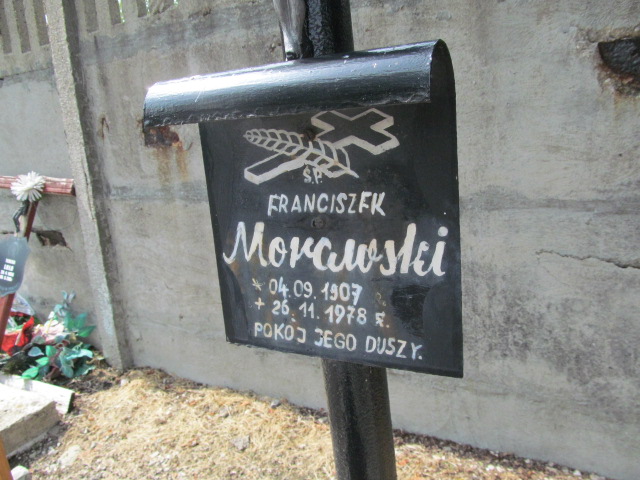 Ś.P.
FRANCISZEK
Morawski
* 04.09.1907
+ 26.11.1978 R.
POKÓJ JEGO DUSZY.